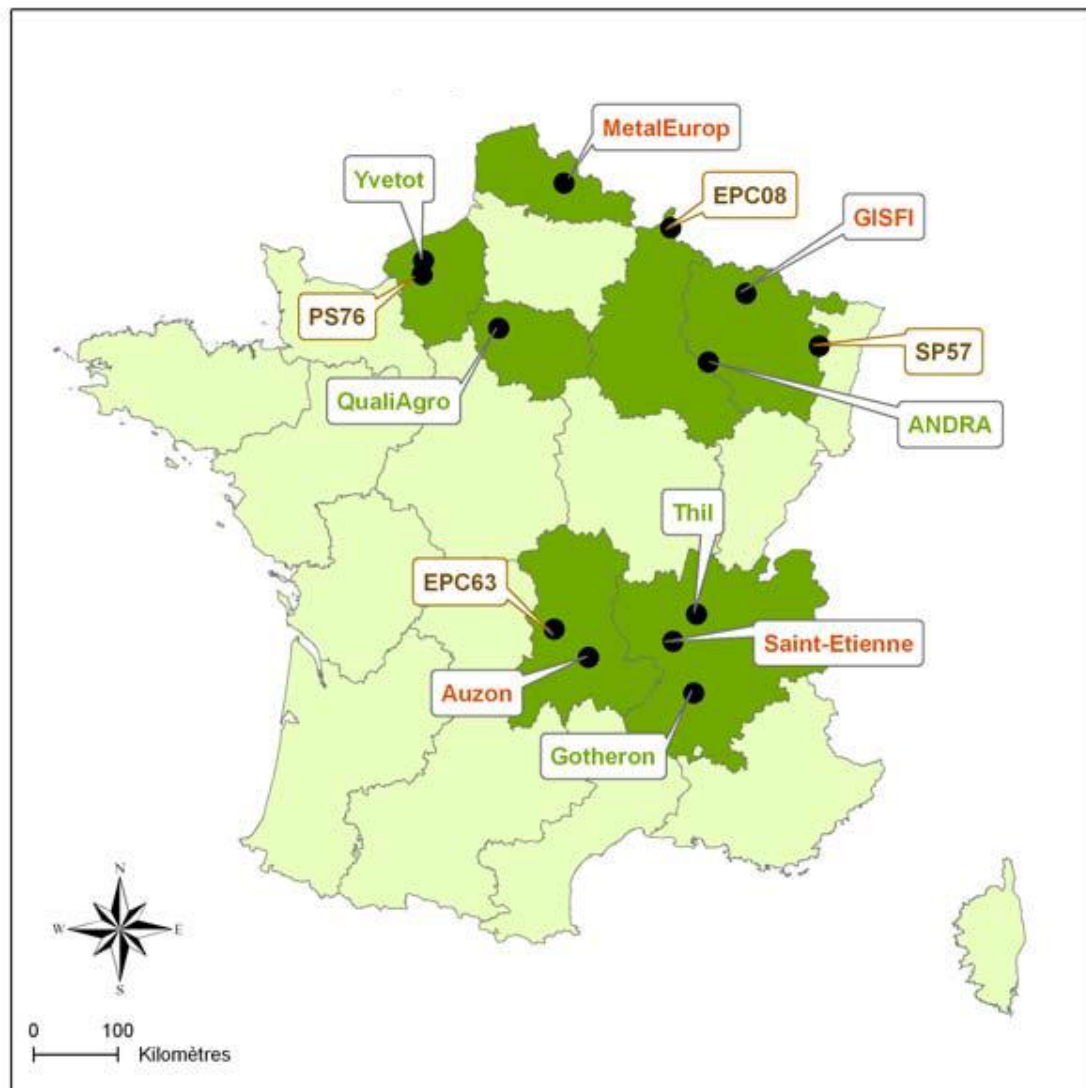 MetalEurop
Yvetot
EPC08
GISFI
PS76
SP57
QualiAgro
ANDRA
Thil
EPC63
Saint-Etienne
Auzon
Gotheron
N
W
E
S
0 100
Kilomètres